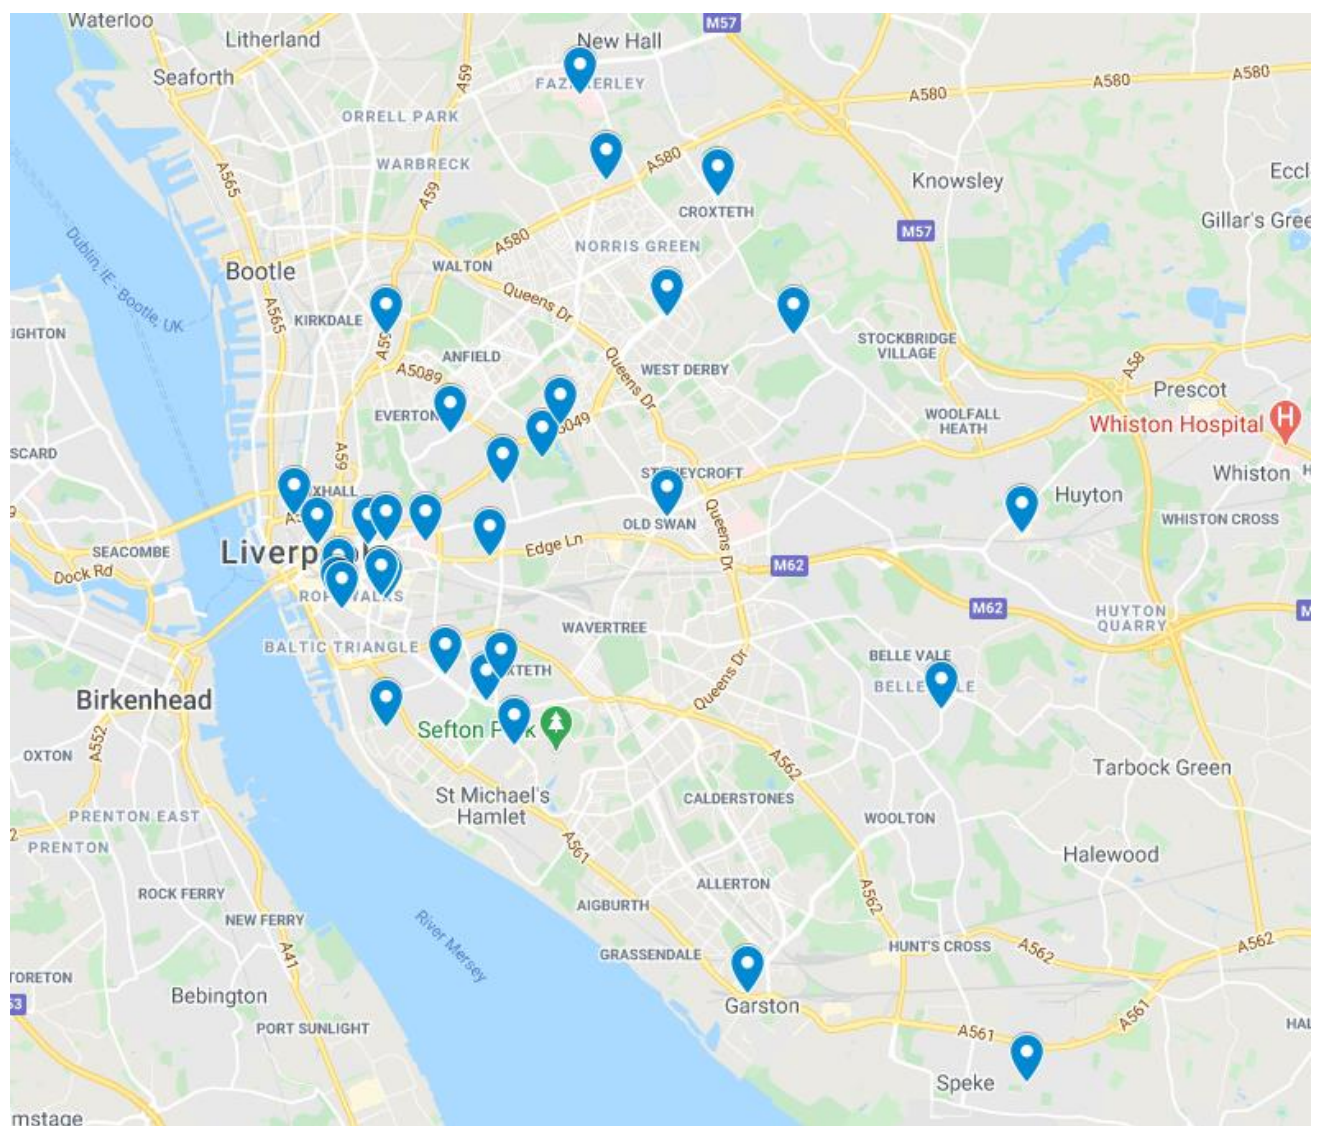 Waterloo
Litherland
New Hall
M57
Seaforth
A59
A580
A580
A580
ORRELL PARK
WARBRECK
A565
A59
A580
Knowsley
Eccl
CROXTETH
Gillar's Gree
M57
Dublin, IE - Bootle, UK
NORRIS GREEN
A580
Bootle
WALTON
Queens Dr
A565
KIRKDALE
IGHTON
STOCKBRIDGE
VILLAGE
ANFIELD
A5089
Queens Dr
WEST DERBY
A58
Prescot
EVERTON
WOOLFALL
HEATH
Whiston Hospital
H
SCARD
A59
Whiston
Huyton
OLD SWAN
Queens Dr
WHISTON CROSS
SEACOMBE
Edge Ln
Dock Rd
M62
M62
HUYTON
QUARRY
BALTIC TRIANGLE
WAVERTREE
BELLE VALE
Queens Dr
Birkenhead
Sefton
OXTON
A552
A562
Tarbock Green
St Michael's
Hamlet
CALDERSTONES
PRENTON EAST
WOOLTON
2
PRENTON
A561
Halewood
ROCK FERRY
ALLERTON
A562
NEW FERRY
AIGBURTH
River Mersey
A41
GRASSENDALE
HUNT'S CROSS
A562
A562
TORETON
Bebington
Garston
53
PORT SUNLIGHT
A561
A561
HAL
Speke
mstage